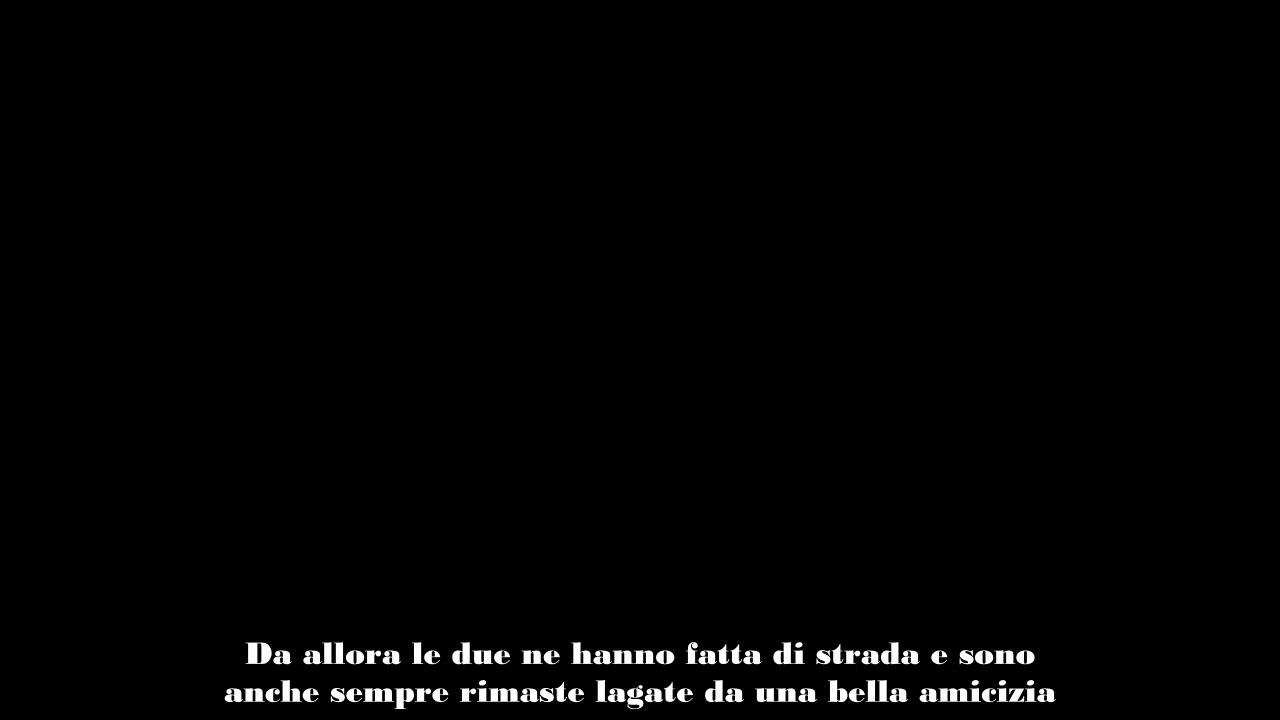 Da allora le due ne hanno fatta di strada e sono
anche sempre rimaste lagate da una bella amicizia